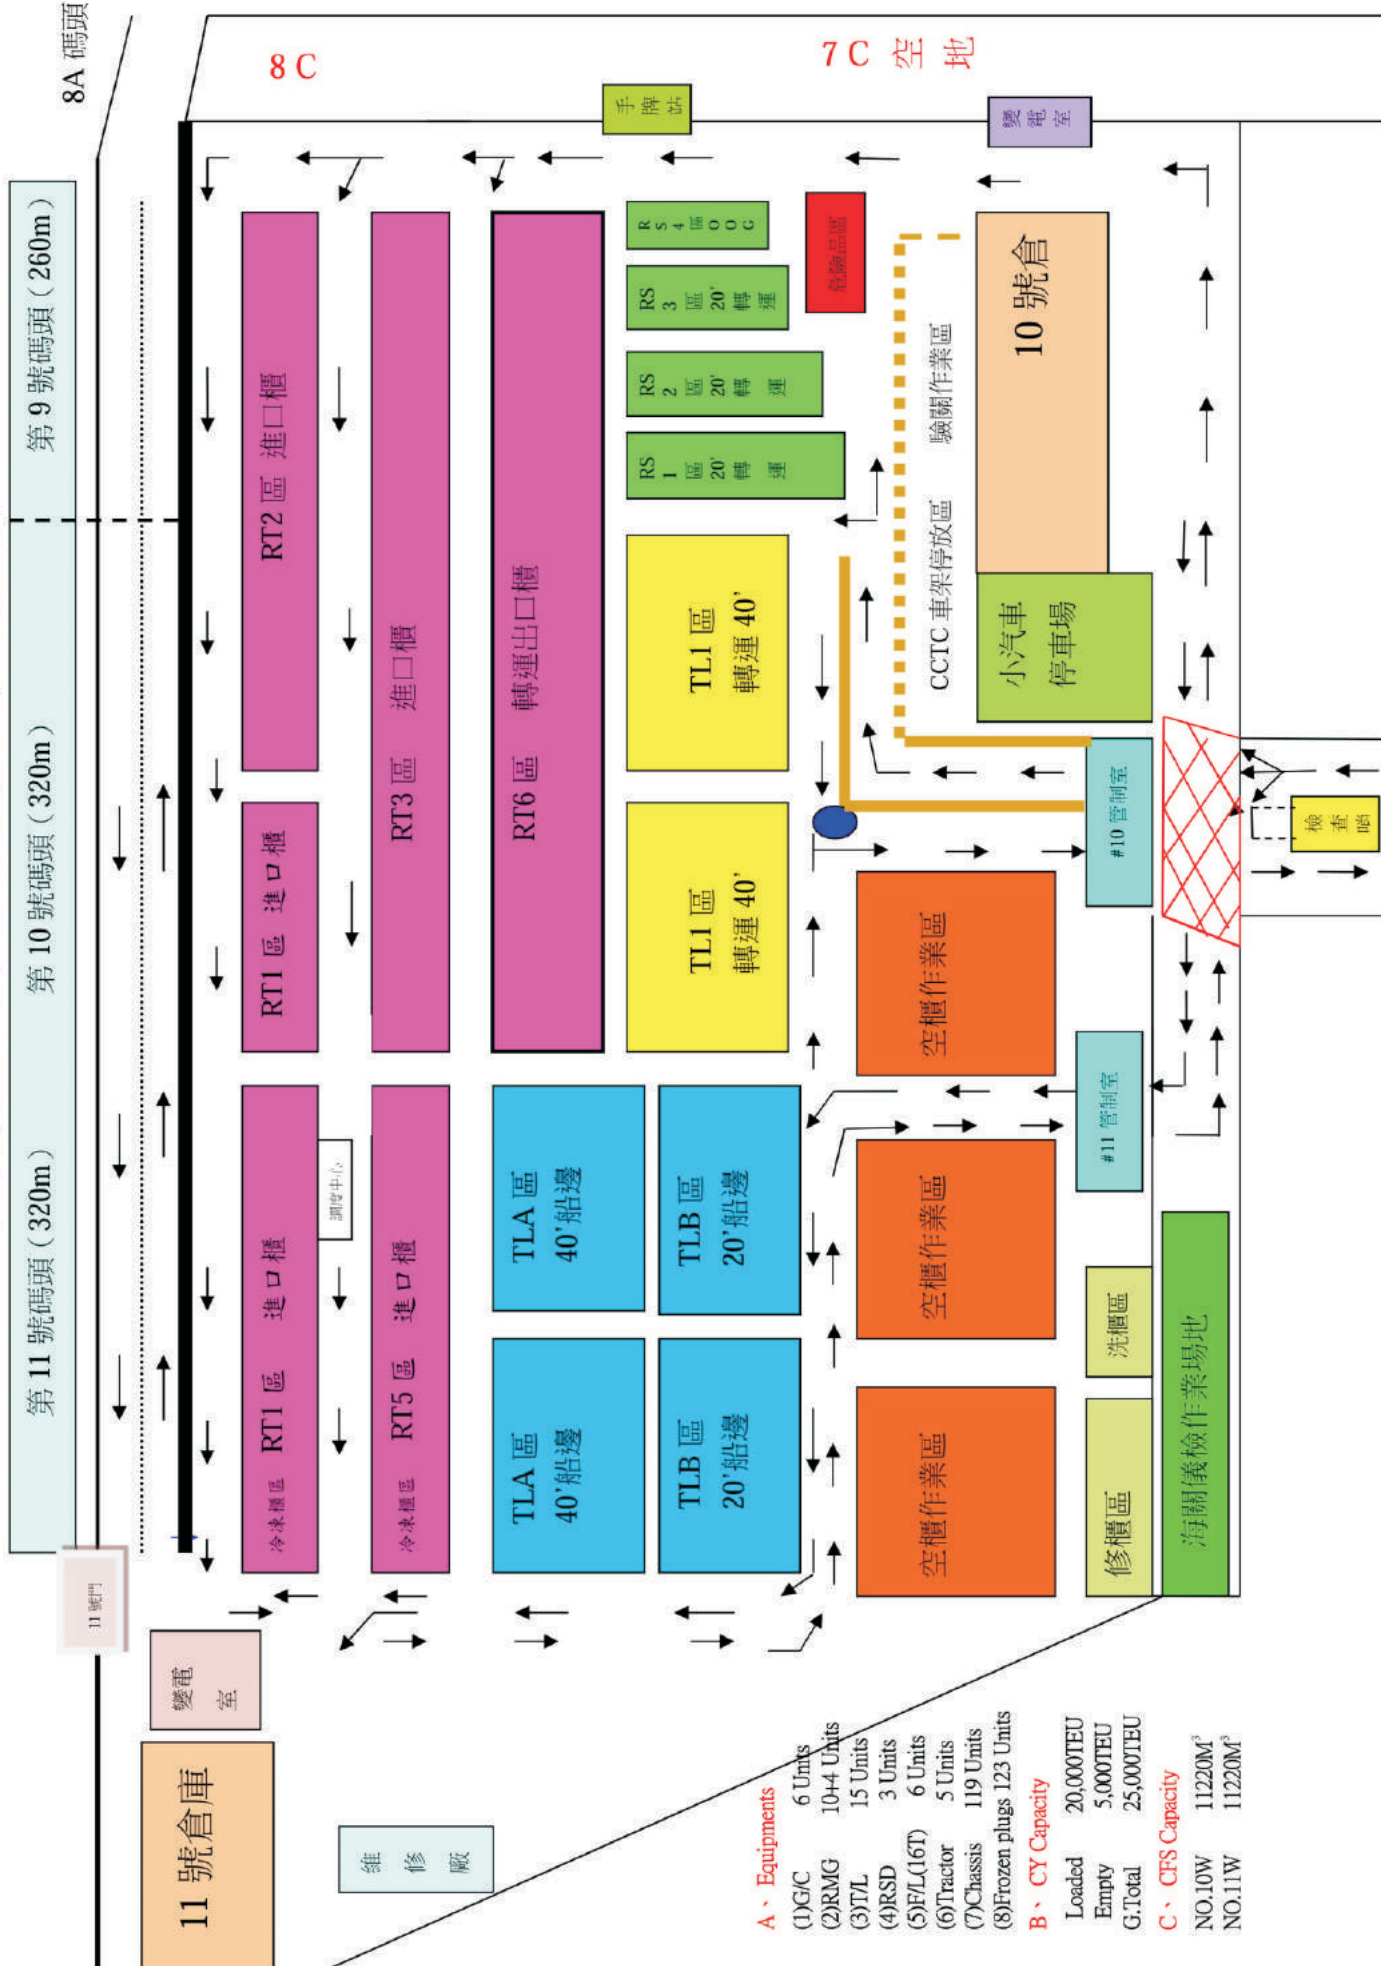 8A 碼頭
第 11 號碼頭 ( 320m )
第 10 號碼頭 ( 320m )
第 9 號碼頭 ( 260m )
11 號門
8 C
7 C 空地
11 號倉庫
變電室
維修廠
冷凍櫃區 RT1 區 進口櫃
RT1 區 進口櫃
RT2 區 進口櫃
調度中心
冷凍櫃區 RT5 區 進口櫃
RT3 區 進口櫃
RT6 區 轉運出口櫃
手牌站
變電室
TLA 區
40'船邊
TLA 區
40'船邊
TLB 區
20'船邊
TLB 區
20'船邊
TL1 區
轉運 40'
TL1 區
轉運 40'
RS
1
區
20'
轉
運
RS
2
區
20'
轉
運
RS
3
區
20'
轉
運
R
S
4
區
O
O
G
危險品區
空櫃作業區
空櫃作業區
空櫃作業區
CCTC 車架停放區
驗關作業區
10 號倉
小汽車
停車場
修櫃區
洗櫃區
#11 管制室
#10 管制室
海關儀檢作業場地
檢查哨
A、Equipments
(1)G/C 6 Units
(2)RMG 10+4 Units
(3)T/L 15 Units
(4)RSD 3 Units
(5)F/L(16T) 6 Units
(6)Tractor 5 Units
(7)Chassis 119 Units
(8)Frozen plugs 123 Units
B、CY Capacity
Loaded 20,000TEU
Empty 5,000TEU
G.Total 25,000TEU
C、CFS Capacity
NO.10W 11220M³
NO.11W 11220M³